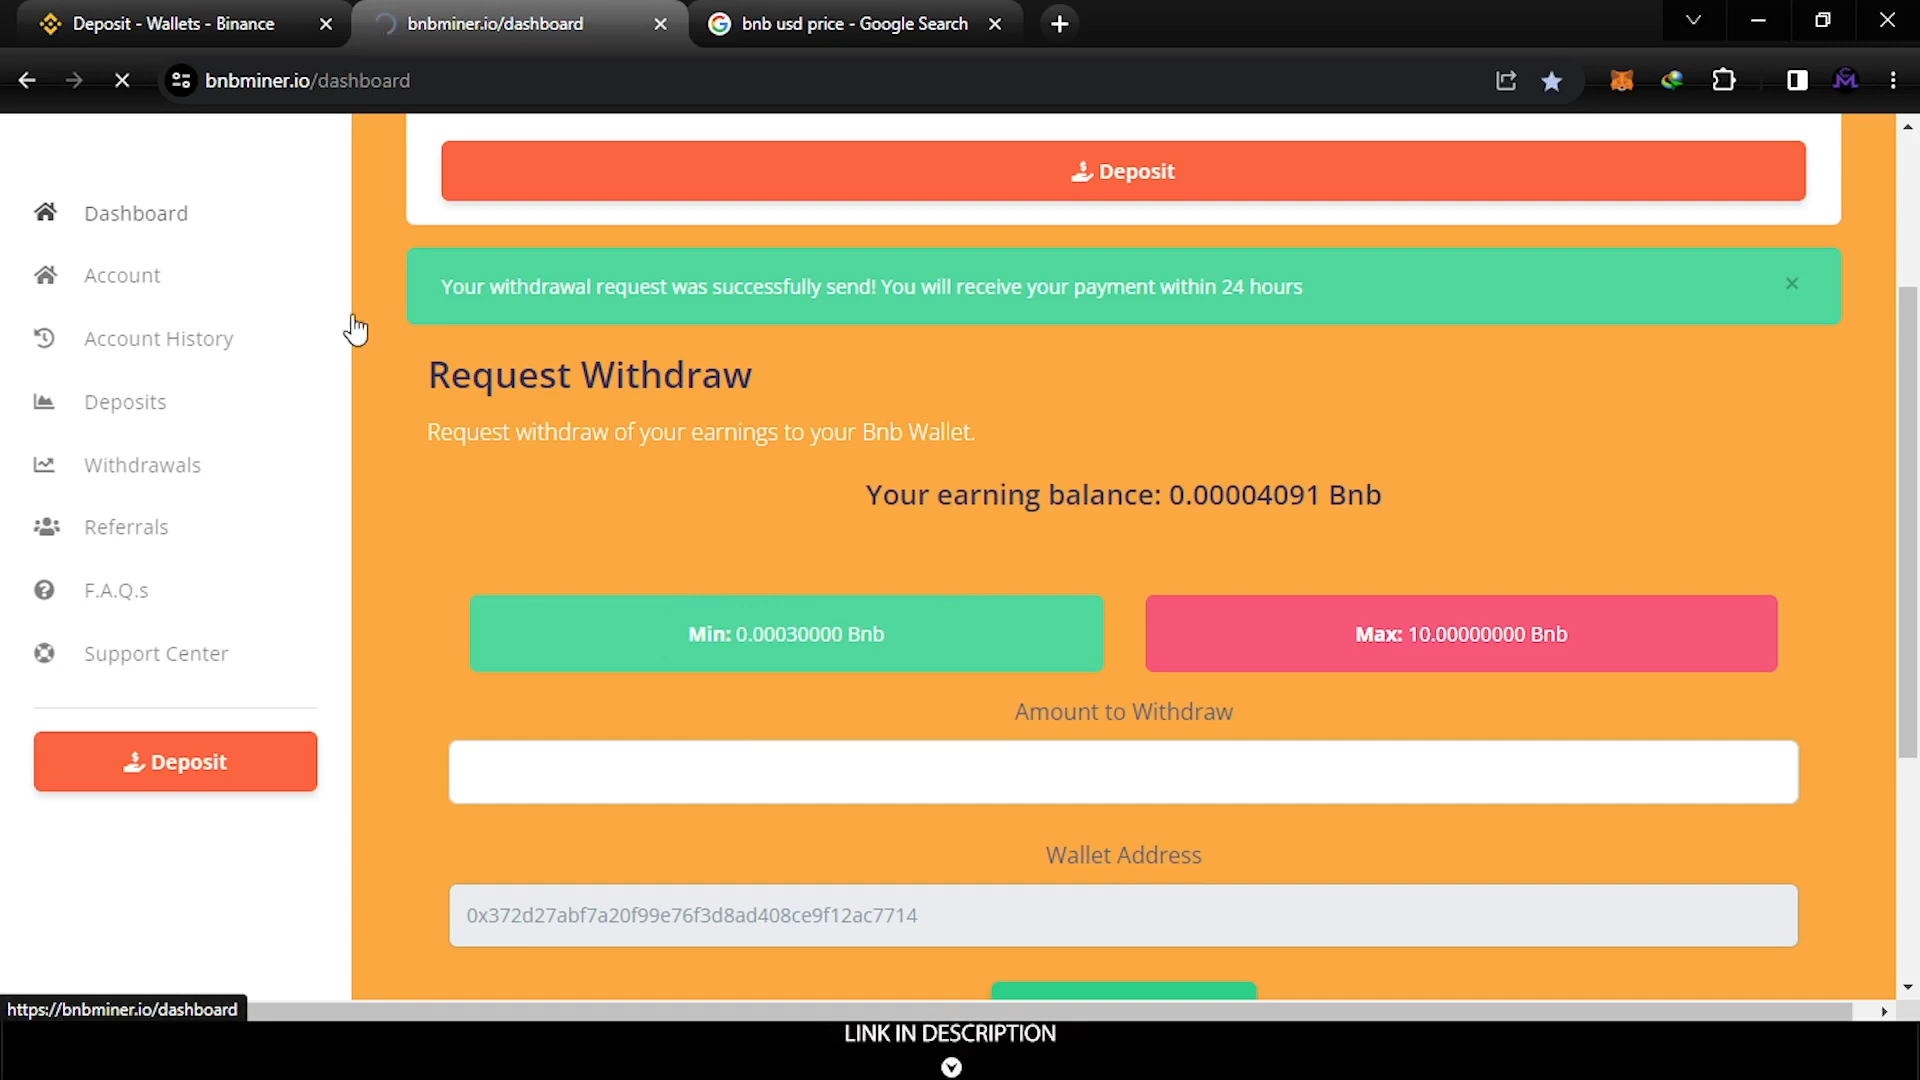 Deposit - Wallets - Binance
bnbminer.io/dashboard
bnb usd price - Google Search
bnbminer.io/dashboard
Deposit
Dashboard
Account
Account History
Deposits
Withdrawals
Referrals
F.A.Q.s
Support Center
Deposit
Your withdrawal request was successfully send! You will receive your payment within 24 hours
Request Withdraw
Request withdraw of your earnings to your Bnb Wallet.
Your earning balance: 0.00004091 Bnb
Min: 0.00030000 Bnb
Max: 10.00000000 Bnb
Amount to Withdraw
Wallet Address
0x372d27abf7a20f99e76f3d8ad408ce9f12ac7714
https://bnbminer.io/dashboard
LINK IN DESCRIPTION